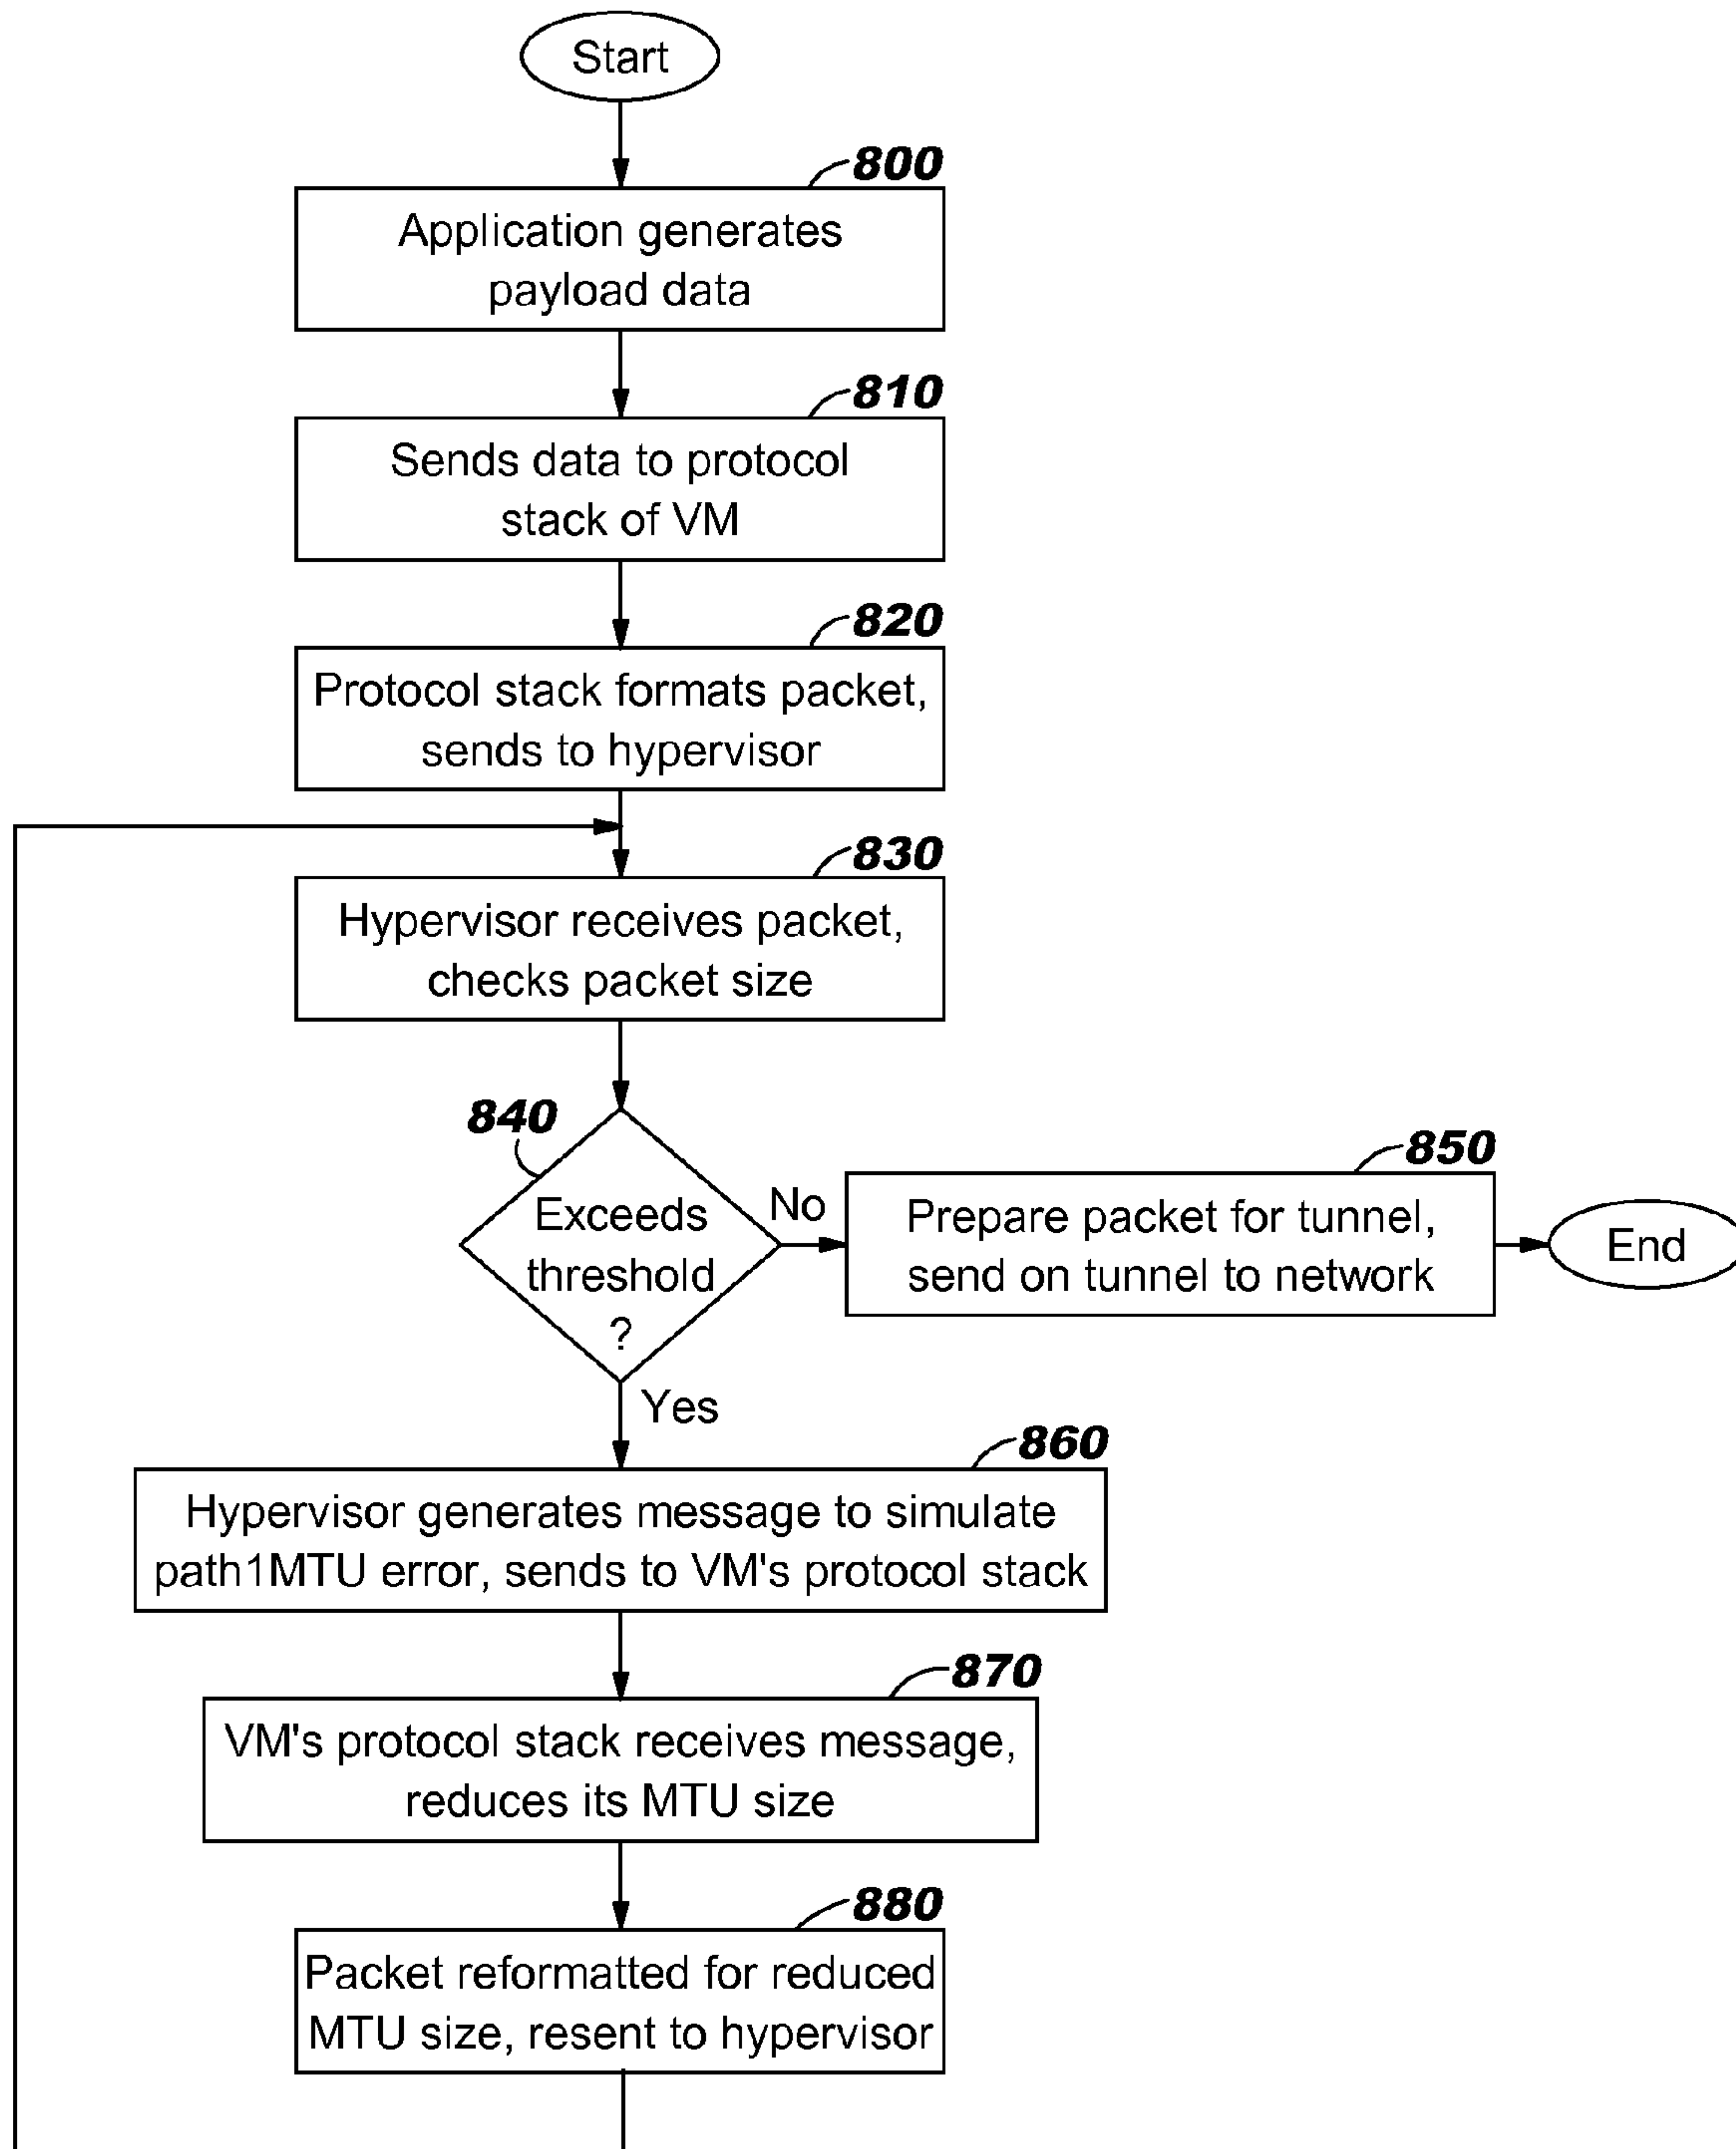 Start
800
Application generates
payload data
810
Sends data to protocol
stack of VM
820
Protocol stack formats packet,
sends to hypervisor
830
Hypervisor receives packet,
checks packet size
840
Exceeds
threshold
?
No
850
Prepare packet for tunnel,
send on tunnel to network
End
Yes
860
Hypervisor generates message to simulate
path1MTU error, sends to VM's protocol stack
870
VM's protocol stack receives message,
reduces its MTU size
880
Packet reformatted for reduced
MTU size, resent to hypervisor